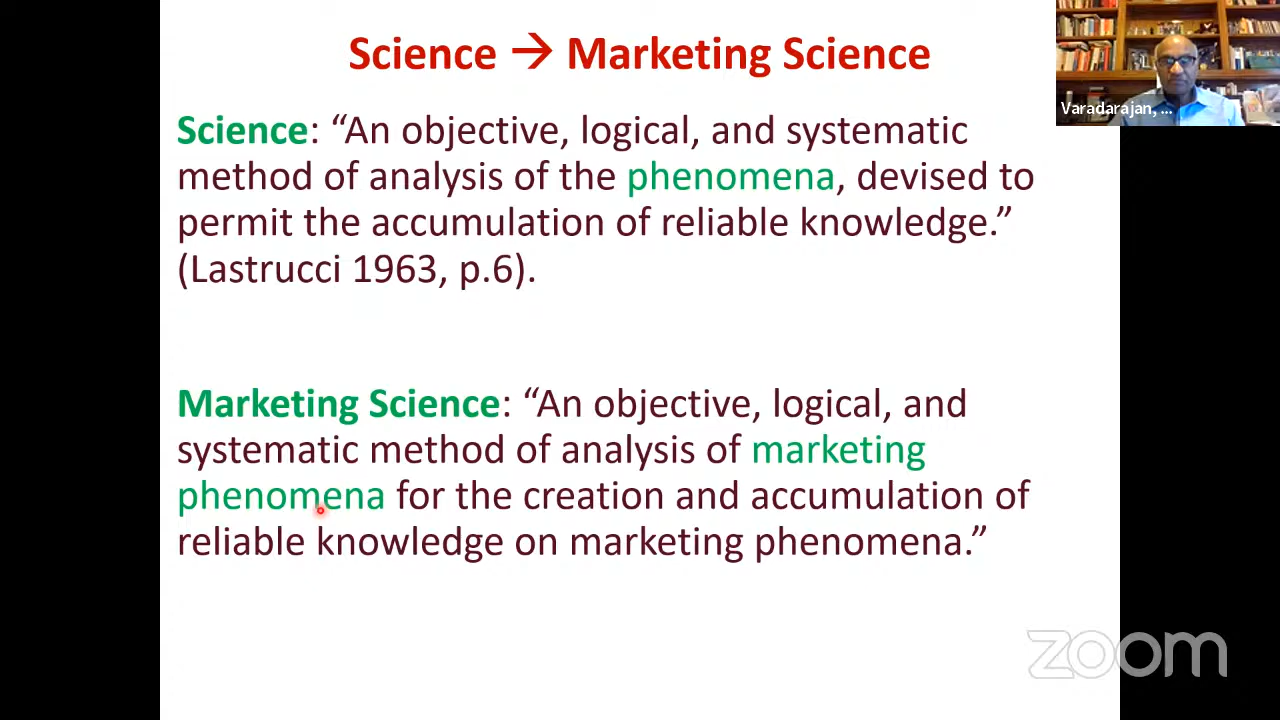 Science → Marketing Science
Varadarajan, ...
Science: “An objective, logical, and systematic
method of analysis of the phenomena, devised to
permit the accumulation of reliable knowledge.”
(Lastrucci 1963, p.6).
Marketing Science: “An objective, logical, and
systematic method of analysis of marketing
phenomena for the creation and accumulation of
reliable knowledge on marketing phenomena.”
zoom